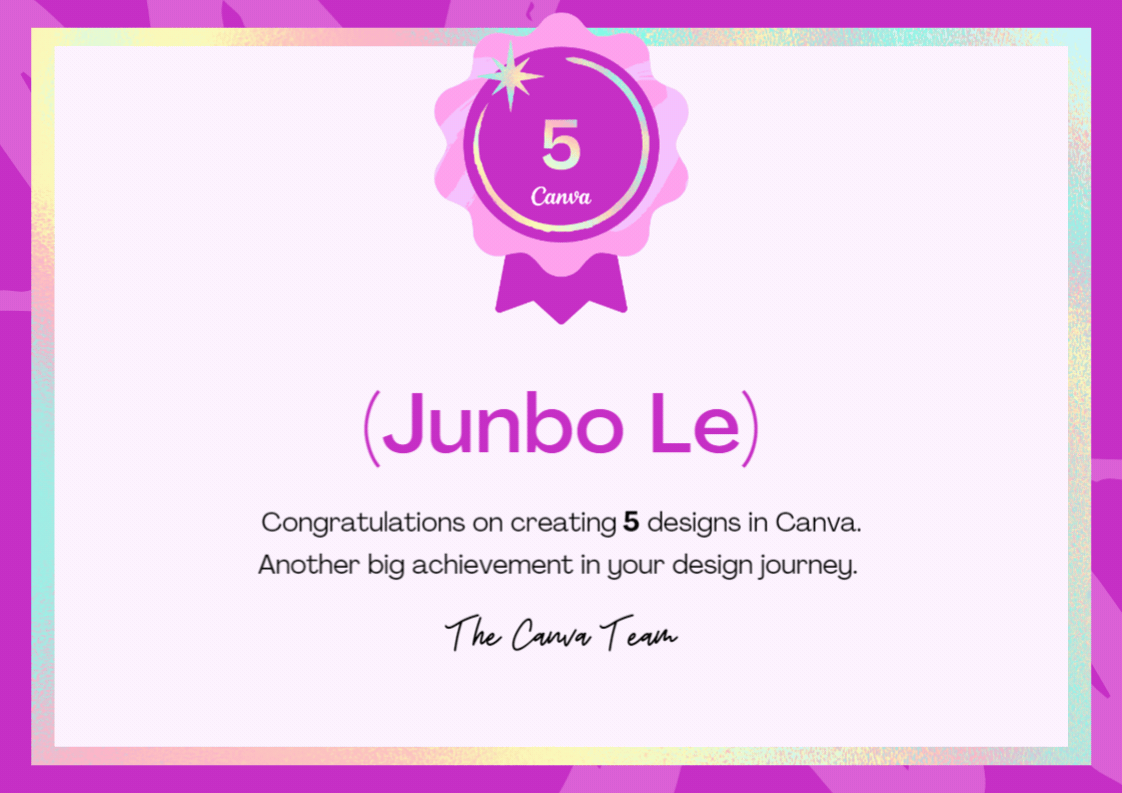 5
Canva
(Junbo Le)
Congratulations on creating 5 designs in Canva.
Another big achievement in your design journey.
The Canva Team